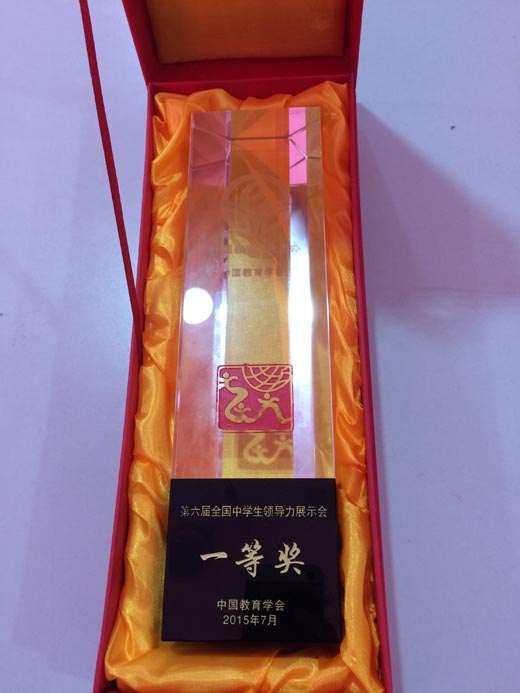 中国教育学会
第六届全国中学生领导力展示会
一等奖
中国教育学会
2015年7月